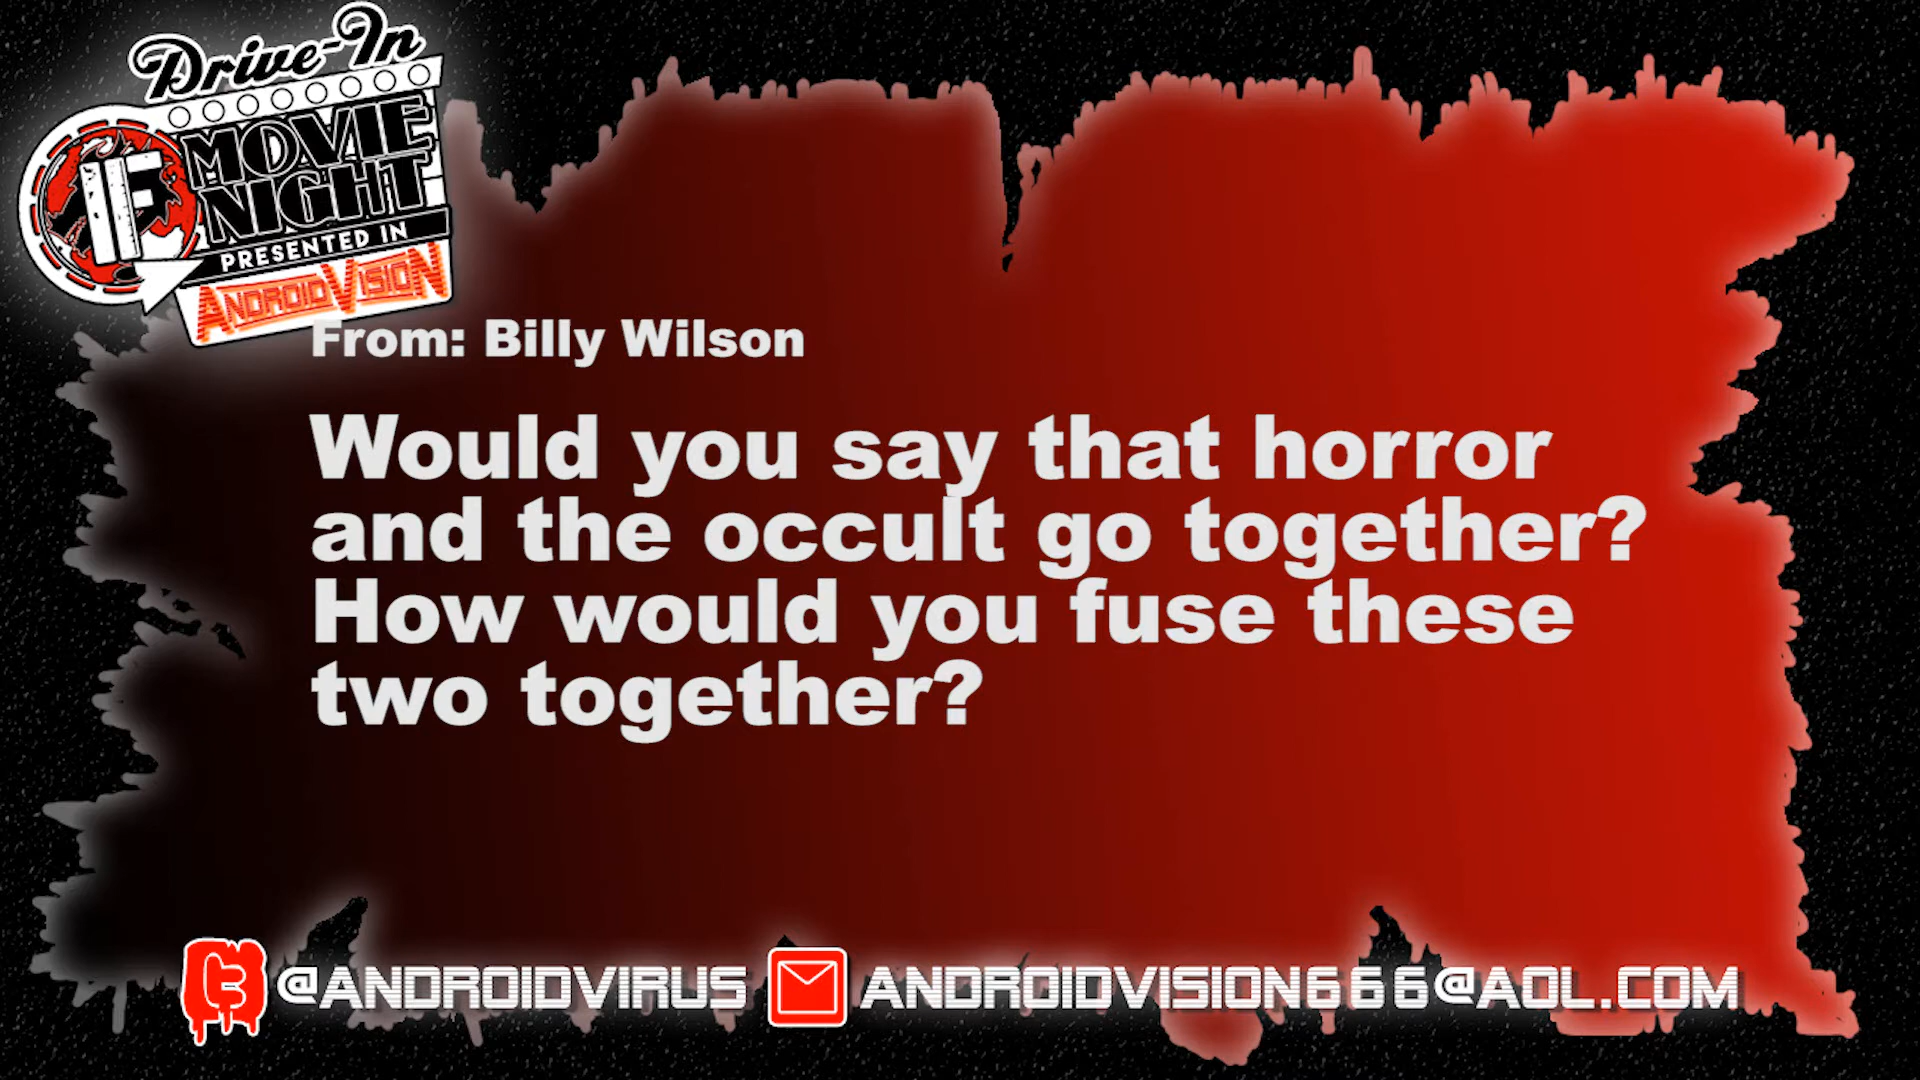 Drive-In
IF
MOVIE
NIGHT
PRESENTED IN
ANDROIDVISION
From: Billy Wilson
Would you say that horror
and the occult go together?
How would you fuse these
two together?
@ANDROIDVIRUS ANDROIDVISION666@AOL.COM